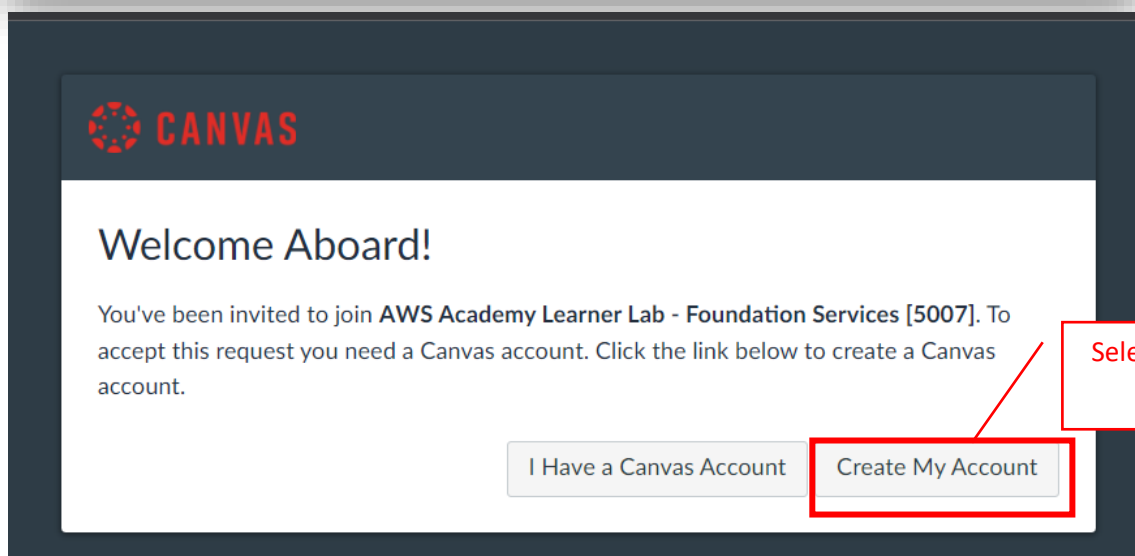 CANVAS
Welcome Aboard!
You've been invited to join AWS Academy Learner Lab - Foundation Services [5007]. To
accept this request you need a Canvas account. Click the link below to create a Canvas
account.
I Have a Canvas Account
Create My Account